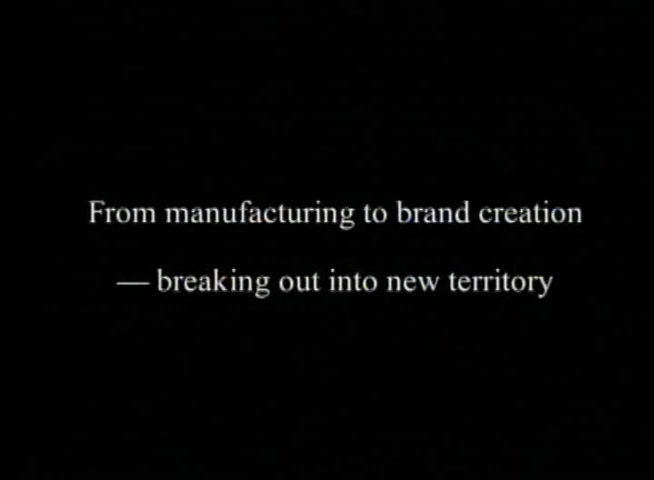 From manufacturing to brand creation
— breaking out into new territory